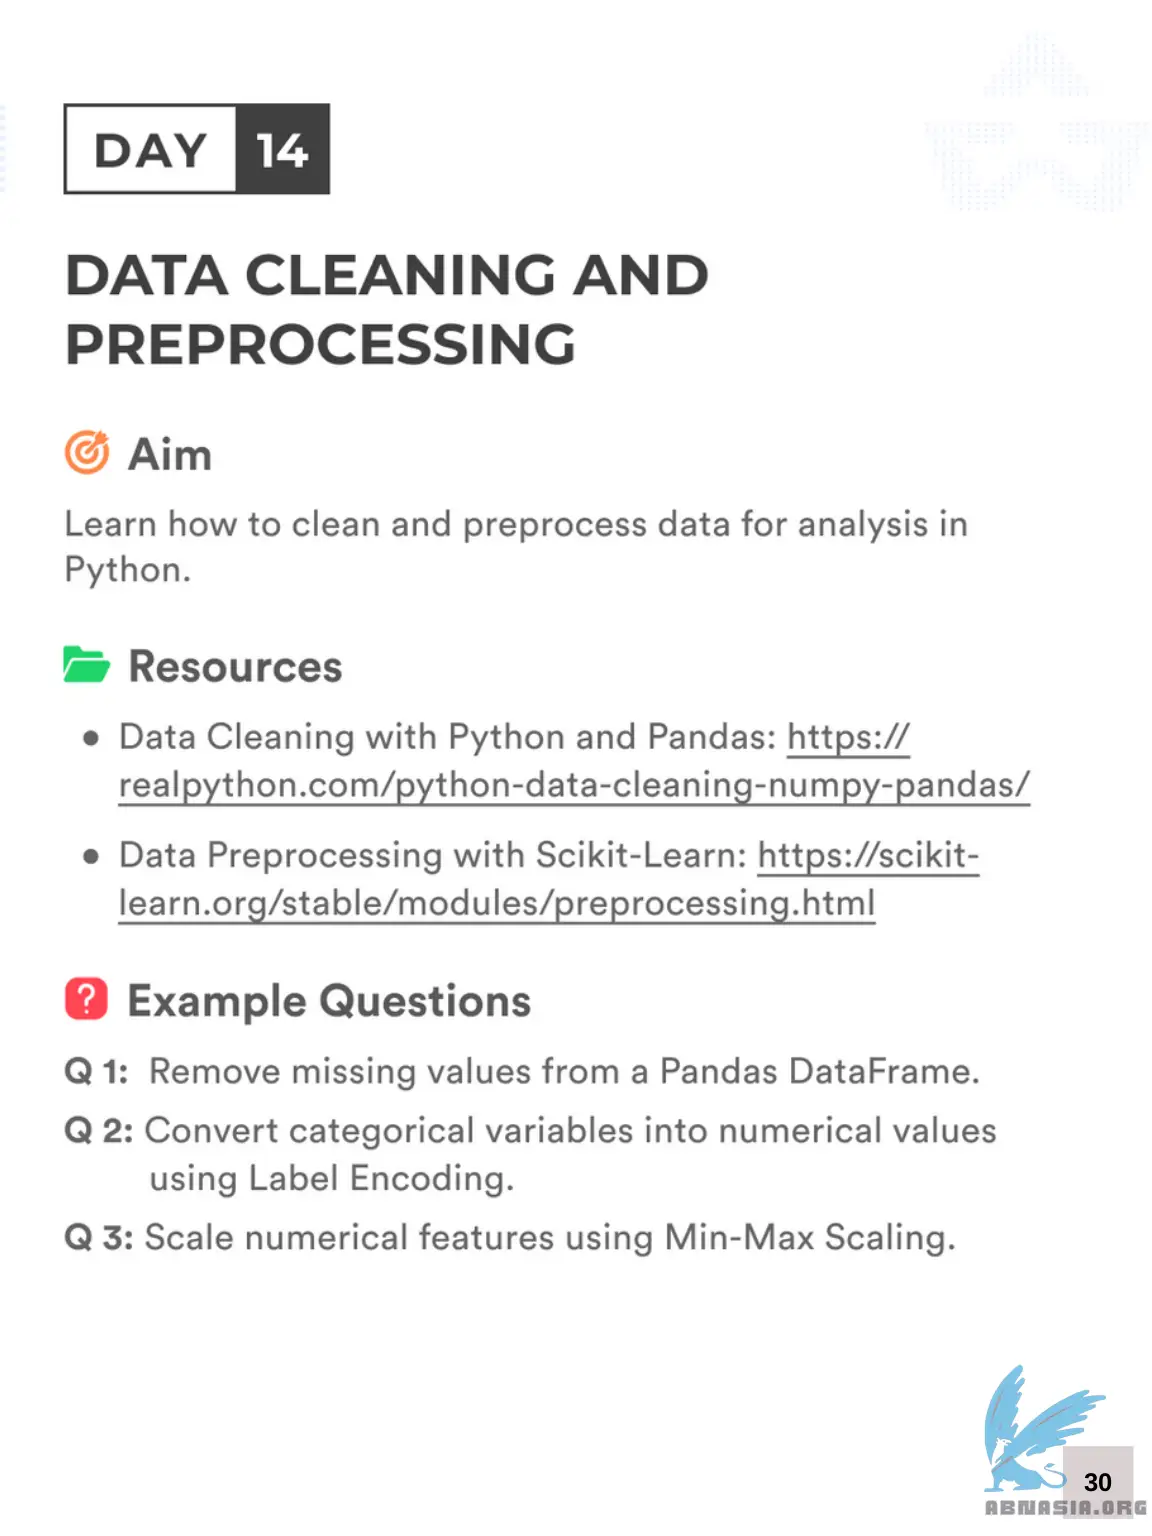 DAY 14
DATA CLEANING AND
PREPROCESSING
Aim
Learn how to clean and preprocess data for analysis in
Python.
Resources
• Data Cleaning with Python and Pandas: https://
realpython.com/python-data-cleaning-numpy-pandas/
• Data Preprocessing with Scikit-Learn: https://scikit-
learn.org/stable/modules/preprocessing.html
? Example Questions
Q 1: Remove missing values from a Pandas DataFrame.
Q 2: Convert categorical variables into numerical values
using Label Encoding.
Q 3: Scale numerical features using Min-Max Scaling.
30
ABNASIA.ORG